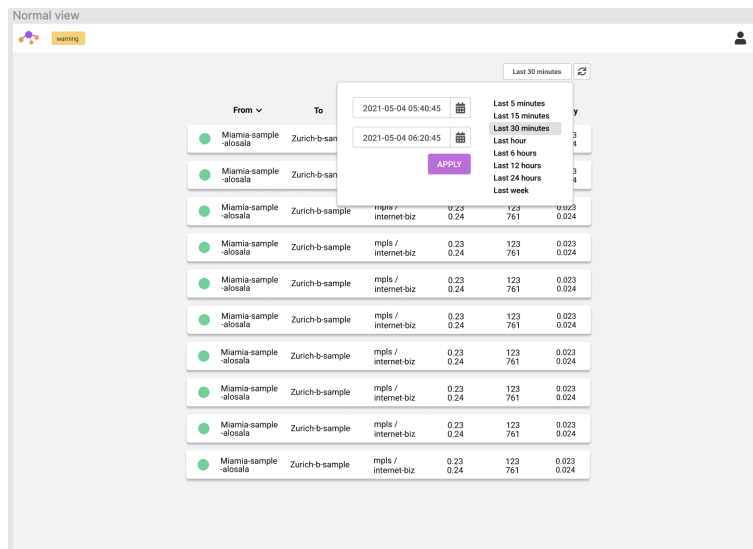 Normal view
warning
Last 30 minutes
2021-05-04 05:40:45
2021-05-04 06:20:45
APPLY
Last 5 minutes
Last 15 minutes
Last 30 minutes
Last hour
Last 6 hours
Last 12 hours
Last 24 hours
Last week
From To y
Miamia-sample Zurich-b-san 3
-alosala 4
Miamia-sample Zurich-b-san 3
-alosala 4
Miamia-sample Zurich-b-sample mpls / 0.23 123 0.023
-alosala internet-biz 0.24 761 0.024
Miamia-sample Zurich-b-sample mpls / 0.23 123 0.023
-alosala internet-biz 0.24 761 0.024
Miamia-sample Zurich-b-sample mpls / 0.23 123 0.023
-alosala internet-biz 0.24 761 0.024
Miamia-sample Zurich-b-sample mpls / 0.23 123 0.023
-alosala internet-biz 0.24 761 0.024
Miamia-sample Zurich-b-sample mpls / 0.23 123 0.023
-alosala internet-biz 0.24 761 0.024
Miamia-sample Zurich-b-sample mpls / 0.23 123 0.023
-alosala internet-biz 0.24 761 0.024
Miamia-sample Zurich-b-sample mpls / 0.23 123 0.023
-alosala internet-biz 0.24 761 0.024
Miamia-sample Zurich-b-sample mpls / 0.23 123 0.023
-alosala internet-biz 0.24 761 0.024